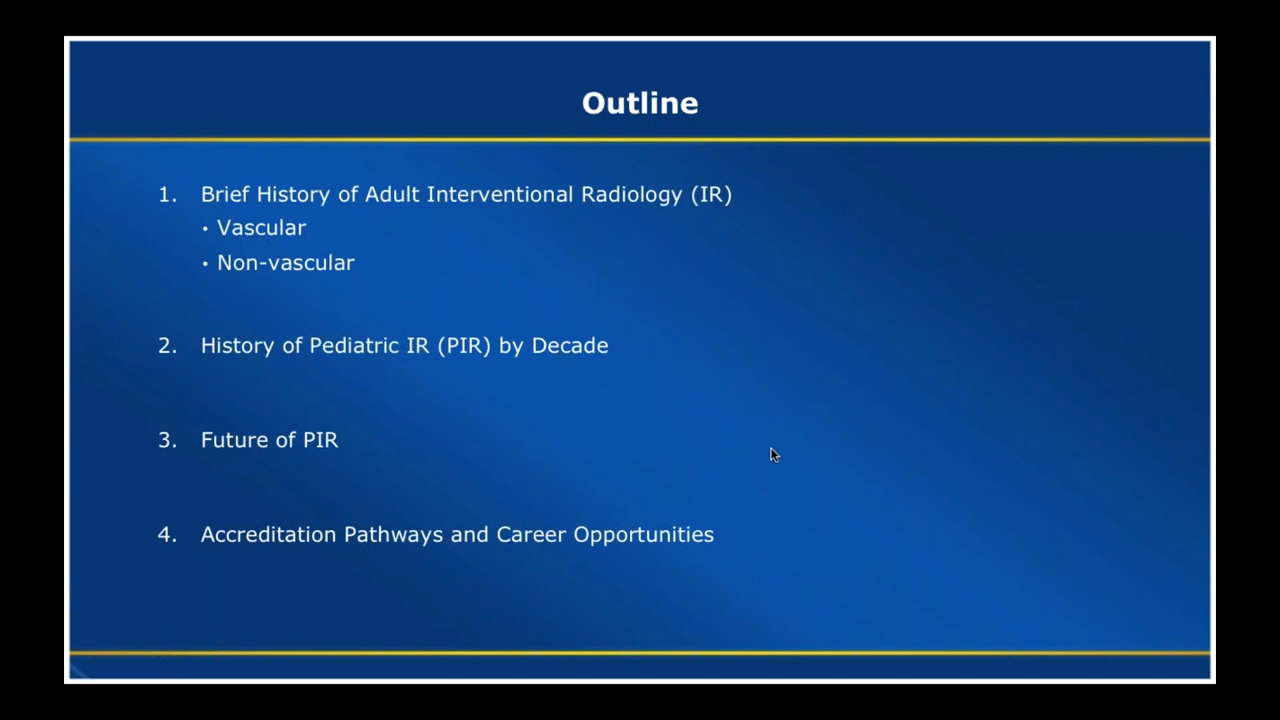 Outline
1. Brief History of Adult Interventional Radiology (IR)
• Vascular
• Non-vascular
2. History of Pediatric IR (PIR) by Decade
3. Future of PIR
4. Accreditation Pathways and Career Opportunities